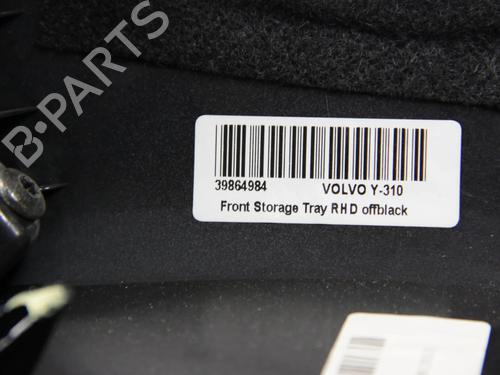 B-PARTS
39864984 VOLVO Y-310
Front Storage Tray RHD offblack